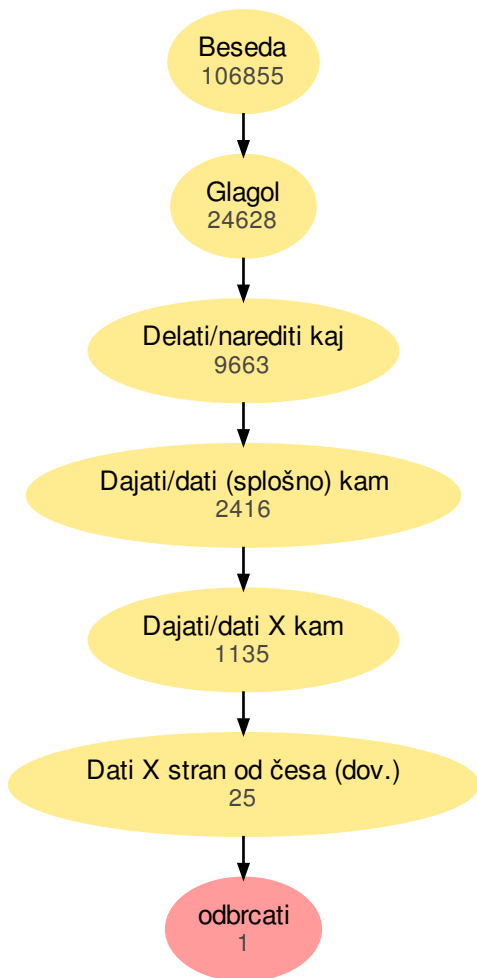 Beseda
106855
Glagol
24628
Delati/narediti kaj
9663
Dajati/dati (splošno) kam
2416
Dajati/dati X kam
1135
Dati X stran od česa (dov.)
25
odbrcati
1